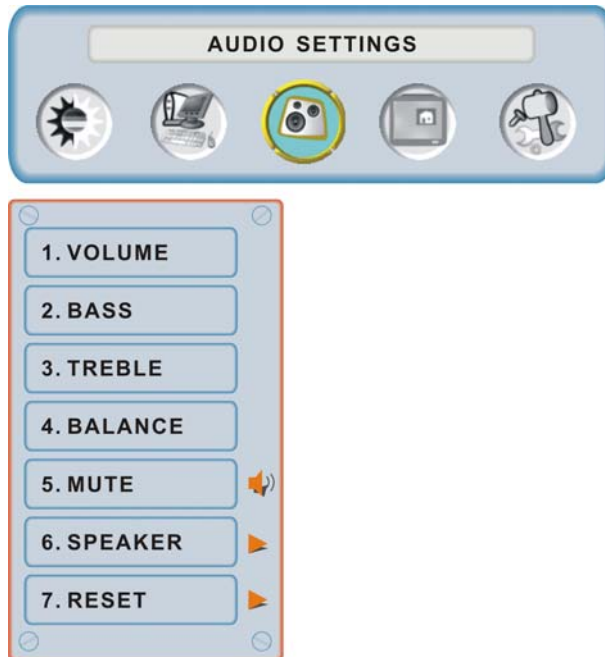 AUDIO SETTINGS
1. VOLUME
2. BASS
3. TREBLE
4. BALANCE
5. MUTE
6. SPEAKER
7. RESET